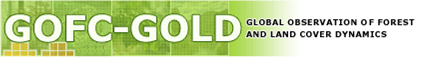 GOFC-GOLD
GLOBAL OBSERVATION OF FOREST
AND LAND COVER DYNAMICS